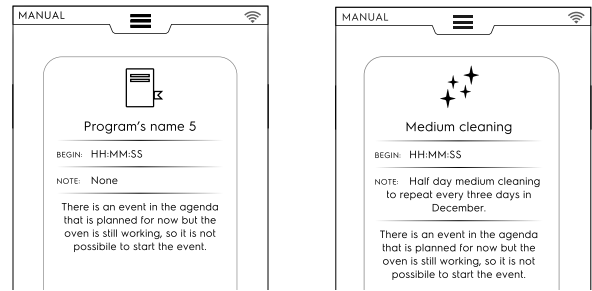 MANUAL
Program's name 5
BEGIN: HH:MM:SS
NOTE: None
There is an event in the agenda
that is planned for now but the
oven is still working, so it is not
possibile to start the event.
MANUAL
Medium cleaning
BEGIN: HH:MM:SS
NOTE: Half day medium cleaning
to repeat every three days in
December.
There is an event in the agenda
that is planned for now but the
oven is still working, so it is not
possibile to start the event.